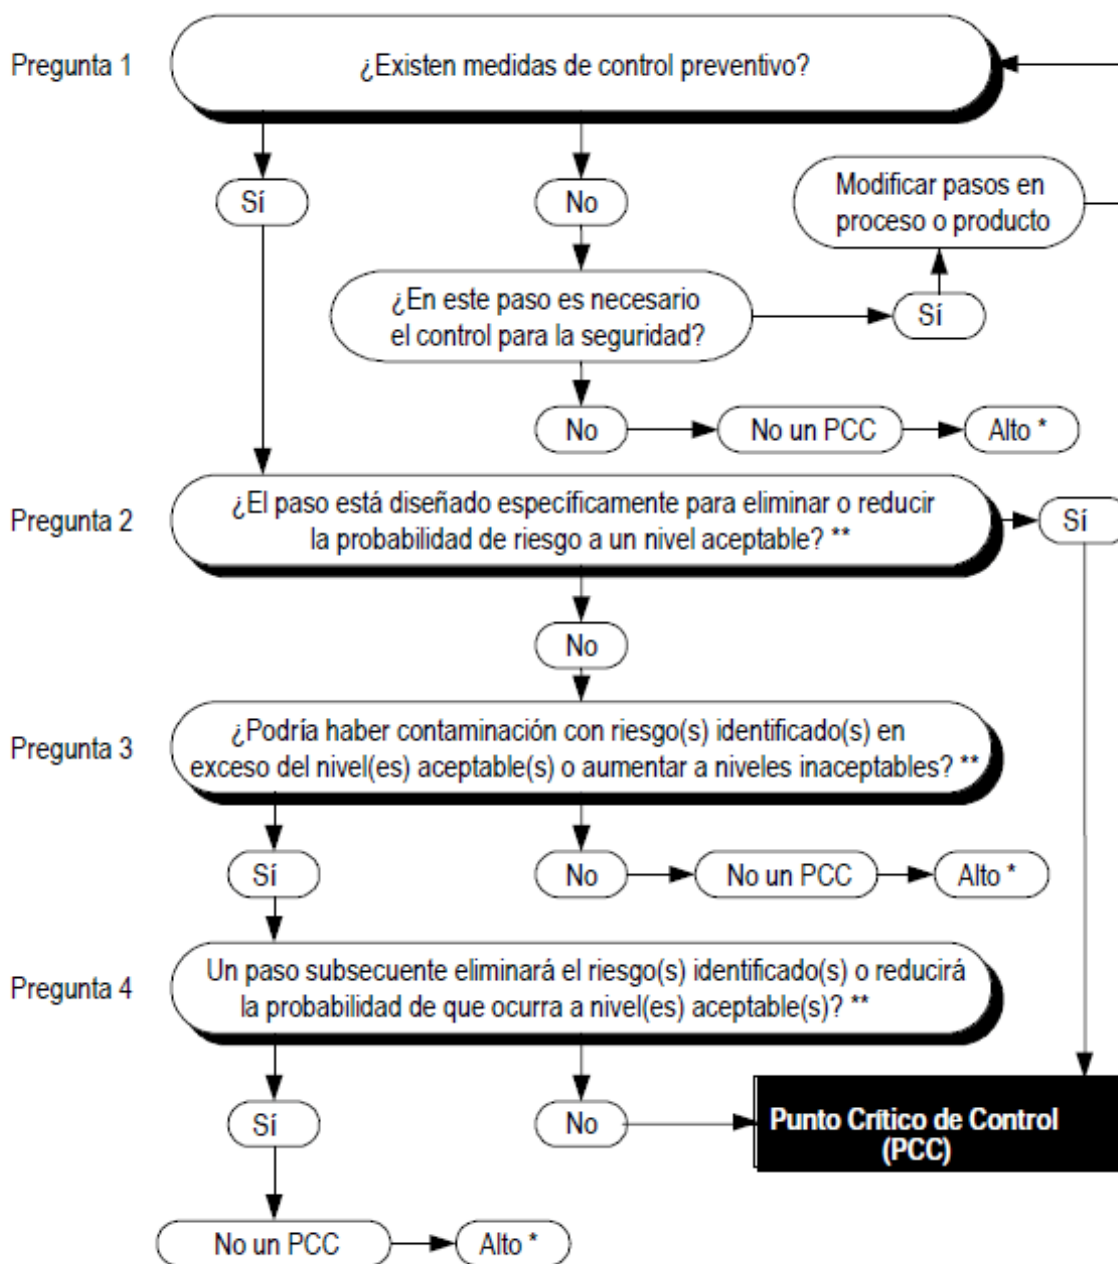 Pregunta 1
¿Existen medidas de control preventivo?
Sí
No
Modificar pasos en
proceso o producto
¿En este paso es necesario
el control para la seguridad?
Sí
No
No un PCC
Alto *
Pregunta 2
¿El paso está diseñado específicamente para eliminar o reducir
la probabilidad de riesgo a un nivel aceptable? **
Sí
No
Pregunta 3
¿Podría haber contaminación con riesgo(s) identificado(s) en
exceso del nivel(es) aceptable(s) o aumentar a niveles inaceptables? **
Sí
No
No un PCC
Alto *
Pregunta 4
Un paso subsecuente eliminará el riesgo(s) identificado(s) o reducirá
la probabilidad de que ocurra a nivel(es) aceptable(s)? **
Sí
No
Punto Crítico de Control
(PCC)
No un PCC
Alto *